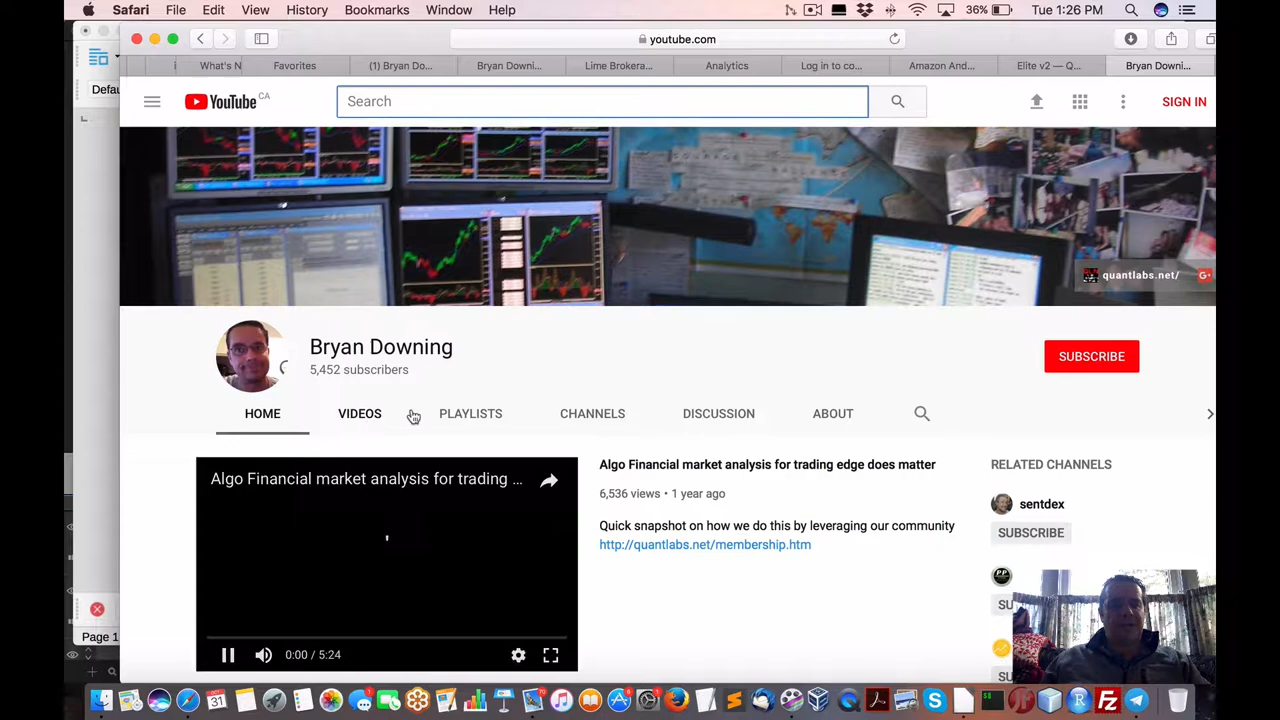 Safari File Edit View History Bookmarks Window Help 36% Tue 1:26 PM
youtube.com
What's N Favorites (1) Bryan Do... Bryan Downi... Lime Brokera... Analytics Log in to co... Amazon And... Elite v2 — Q... Bryan Downi...
Defau
YouTube CA Search SIGN IN
quantlabs.net/
Bryan Downing
5,452 subscribers
SUBSCRIBE
HOME VIDEOS PLAYLISTS CHANNELS DISCUSSION ABOUT
Algo Financial market analysis for trading ...
0:00 / 5:24
Algo Financial market analysis for trading edge does matter
6,536 views • 1 year ago
Quick snapshot on how we do this by leveraging our community
http://quantlabs.net/membership.htm
RELATED CHANNELS
sentdex
SUBSCRIBE
PP
SU
SU
Page 1